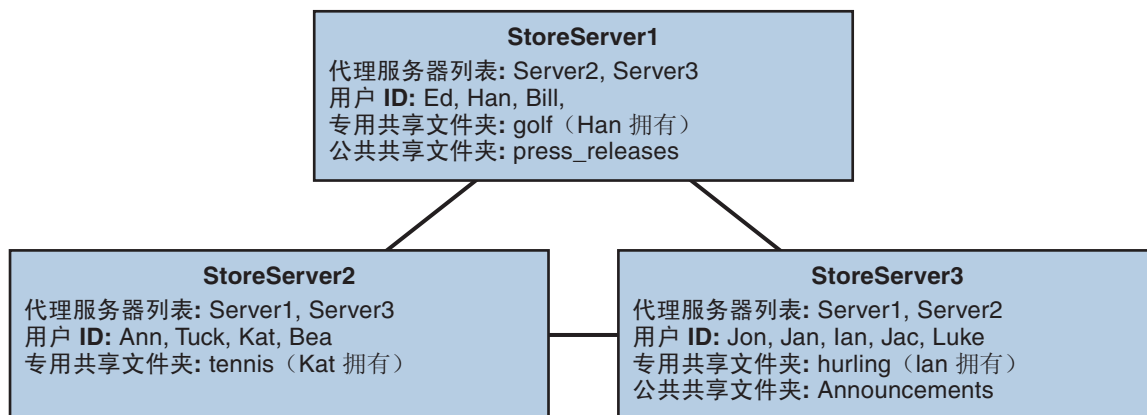 StoreServer1
代理服务器列表: Server2, Server3
用户 ID: Ed, Han, Bill,
专用共享文件夹: golf（Han 拥有）
公共共享文件夹: press_releases
StoreServer2
代理服务器列表: Server1, Server3
用户 ID: Ann, Tuck, Kat, Bea
专用共享文件夹: tennis（Kat 拥有）
StoreServer3
代理服务器列表: Server1, Server2
用户 ID: Jon, Jan, Ian, Jac, Luke
专用共享文件夹: hurling（Ian 拥有）
公共共享文件夹: Announcements